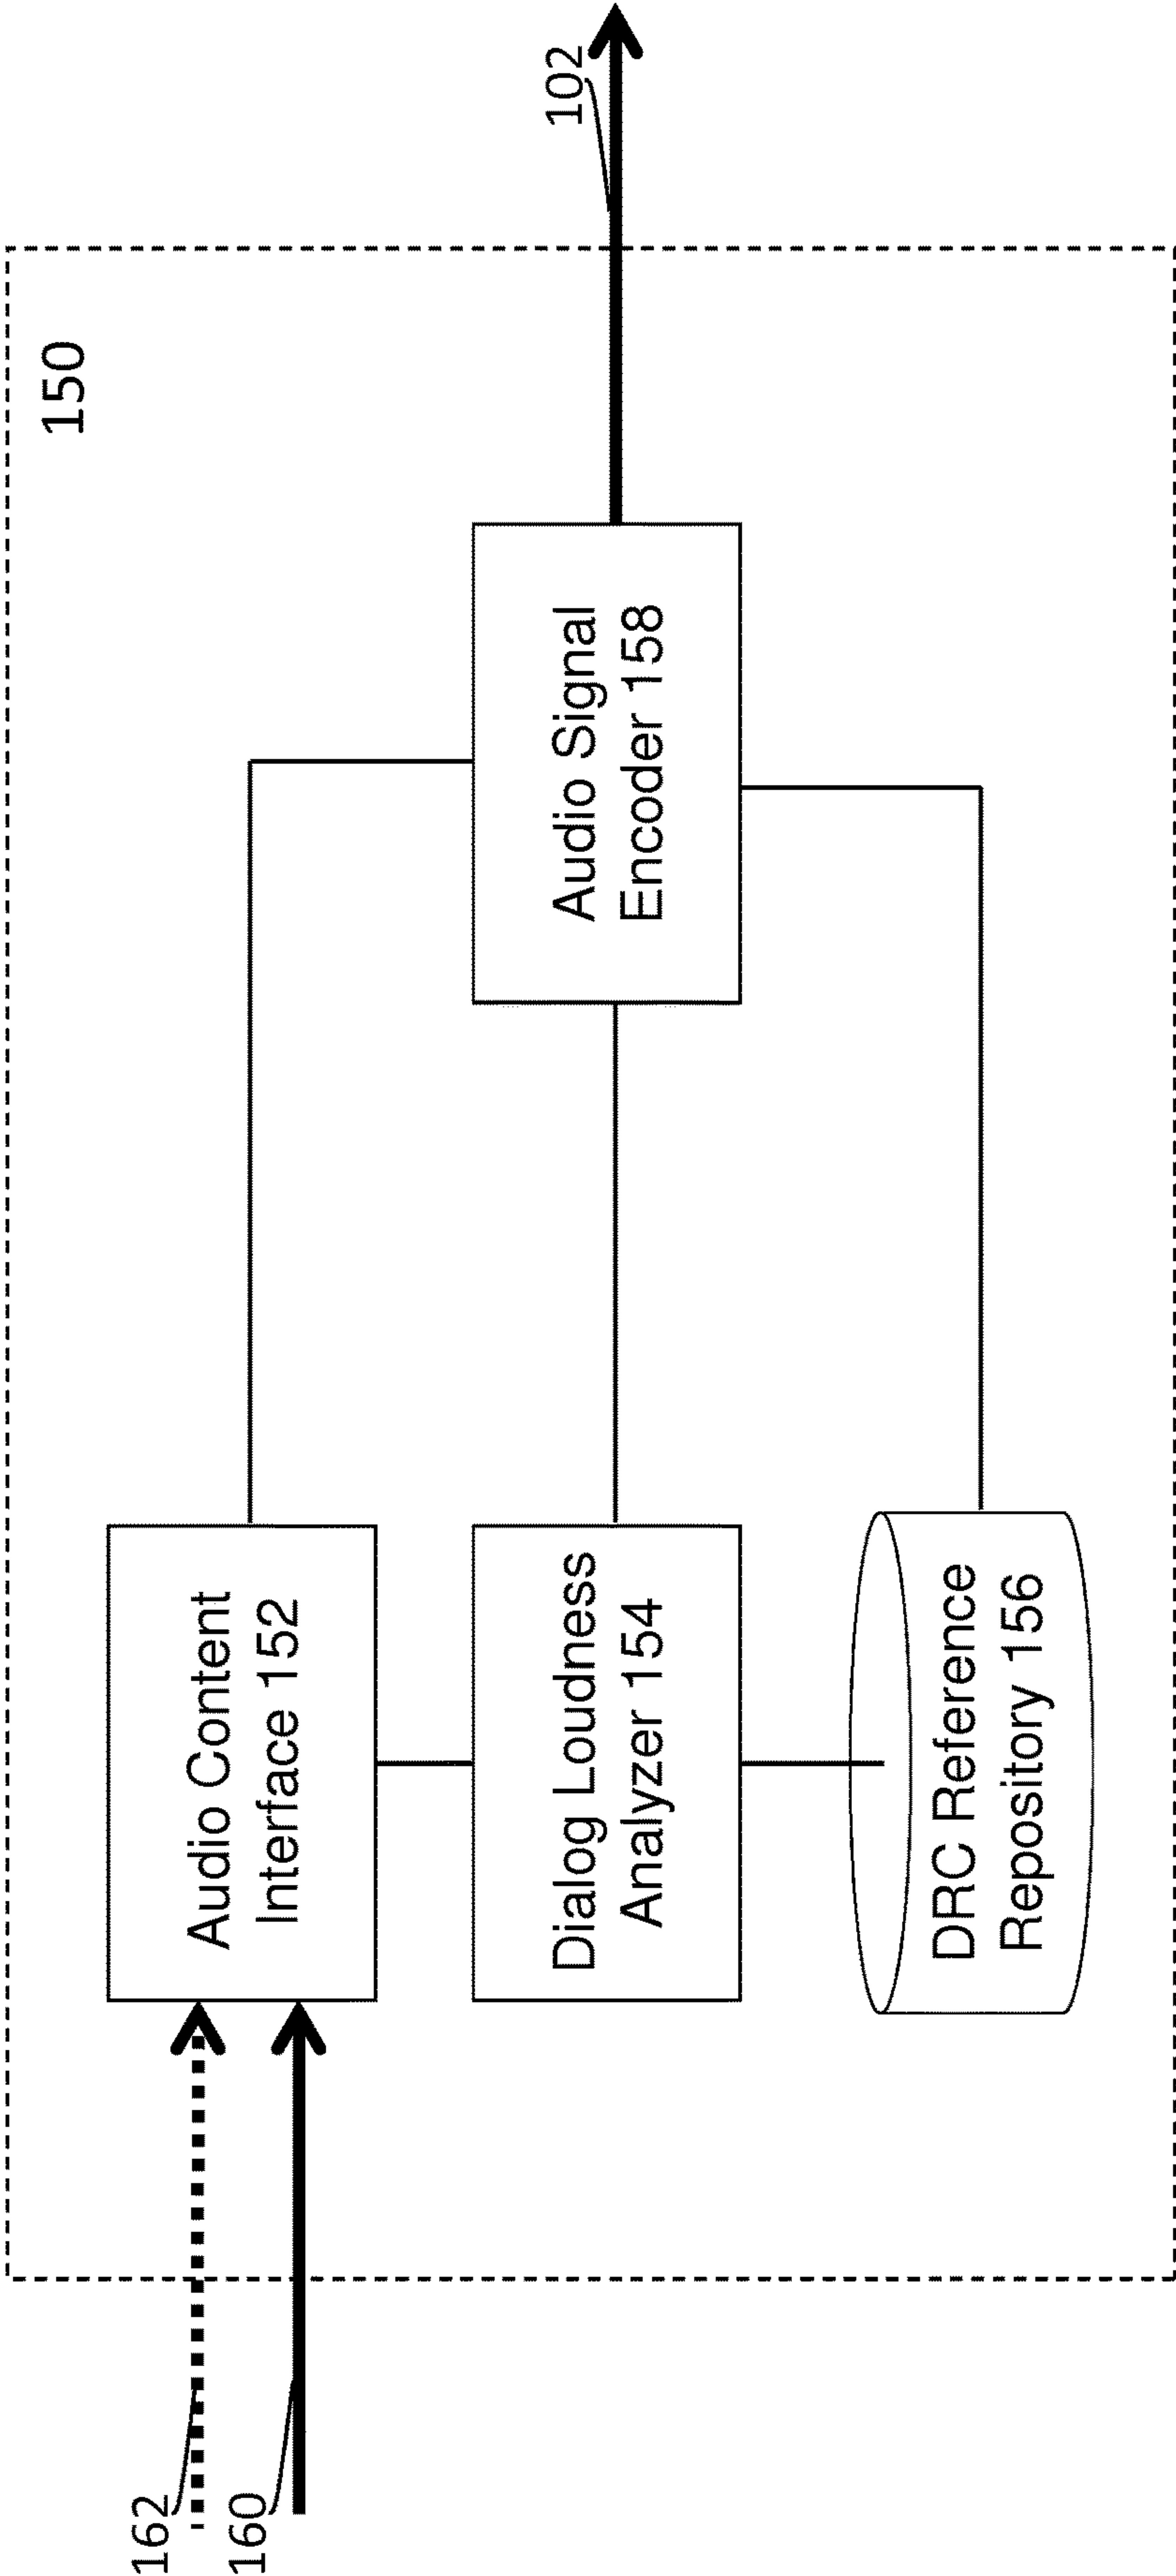 150
162
160
Audio Content
Interface 152
Dialog Loudness
Analyzer 154
DRC Reference
Repository 156
Audio Signal
Encoder 158
102